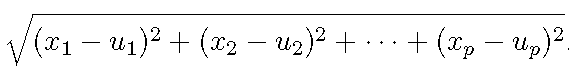 √(x₁ − u₁)² + (x₂ − u₂)² + ··· + (xₚ − uₚ)².